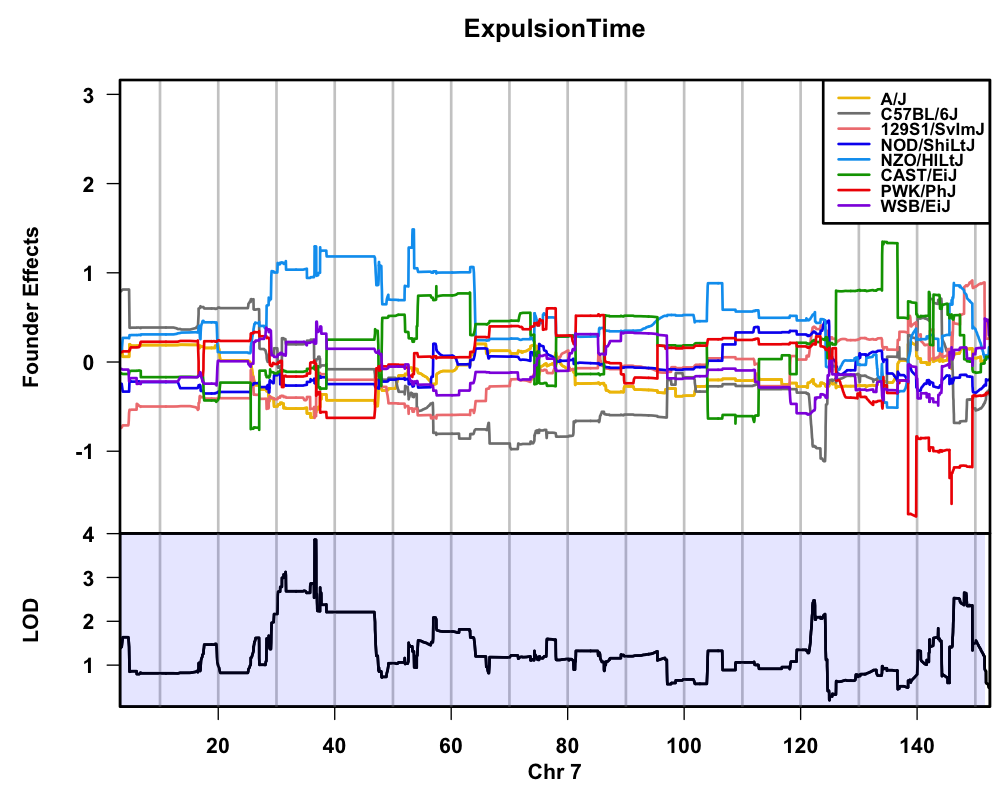 ExpulsionTime
Founder Effects
3
2
1
0
-1
A/J
C57BL/6J
129S1/SvImJ
NOD/ShiLtJ
NZO/HlLtJ
CAST/EiJ
PWK/PhJ
WSB/EiJ
LOD
4
3
2
1
20 40 60 80 100 120 140
Chr 7